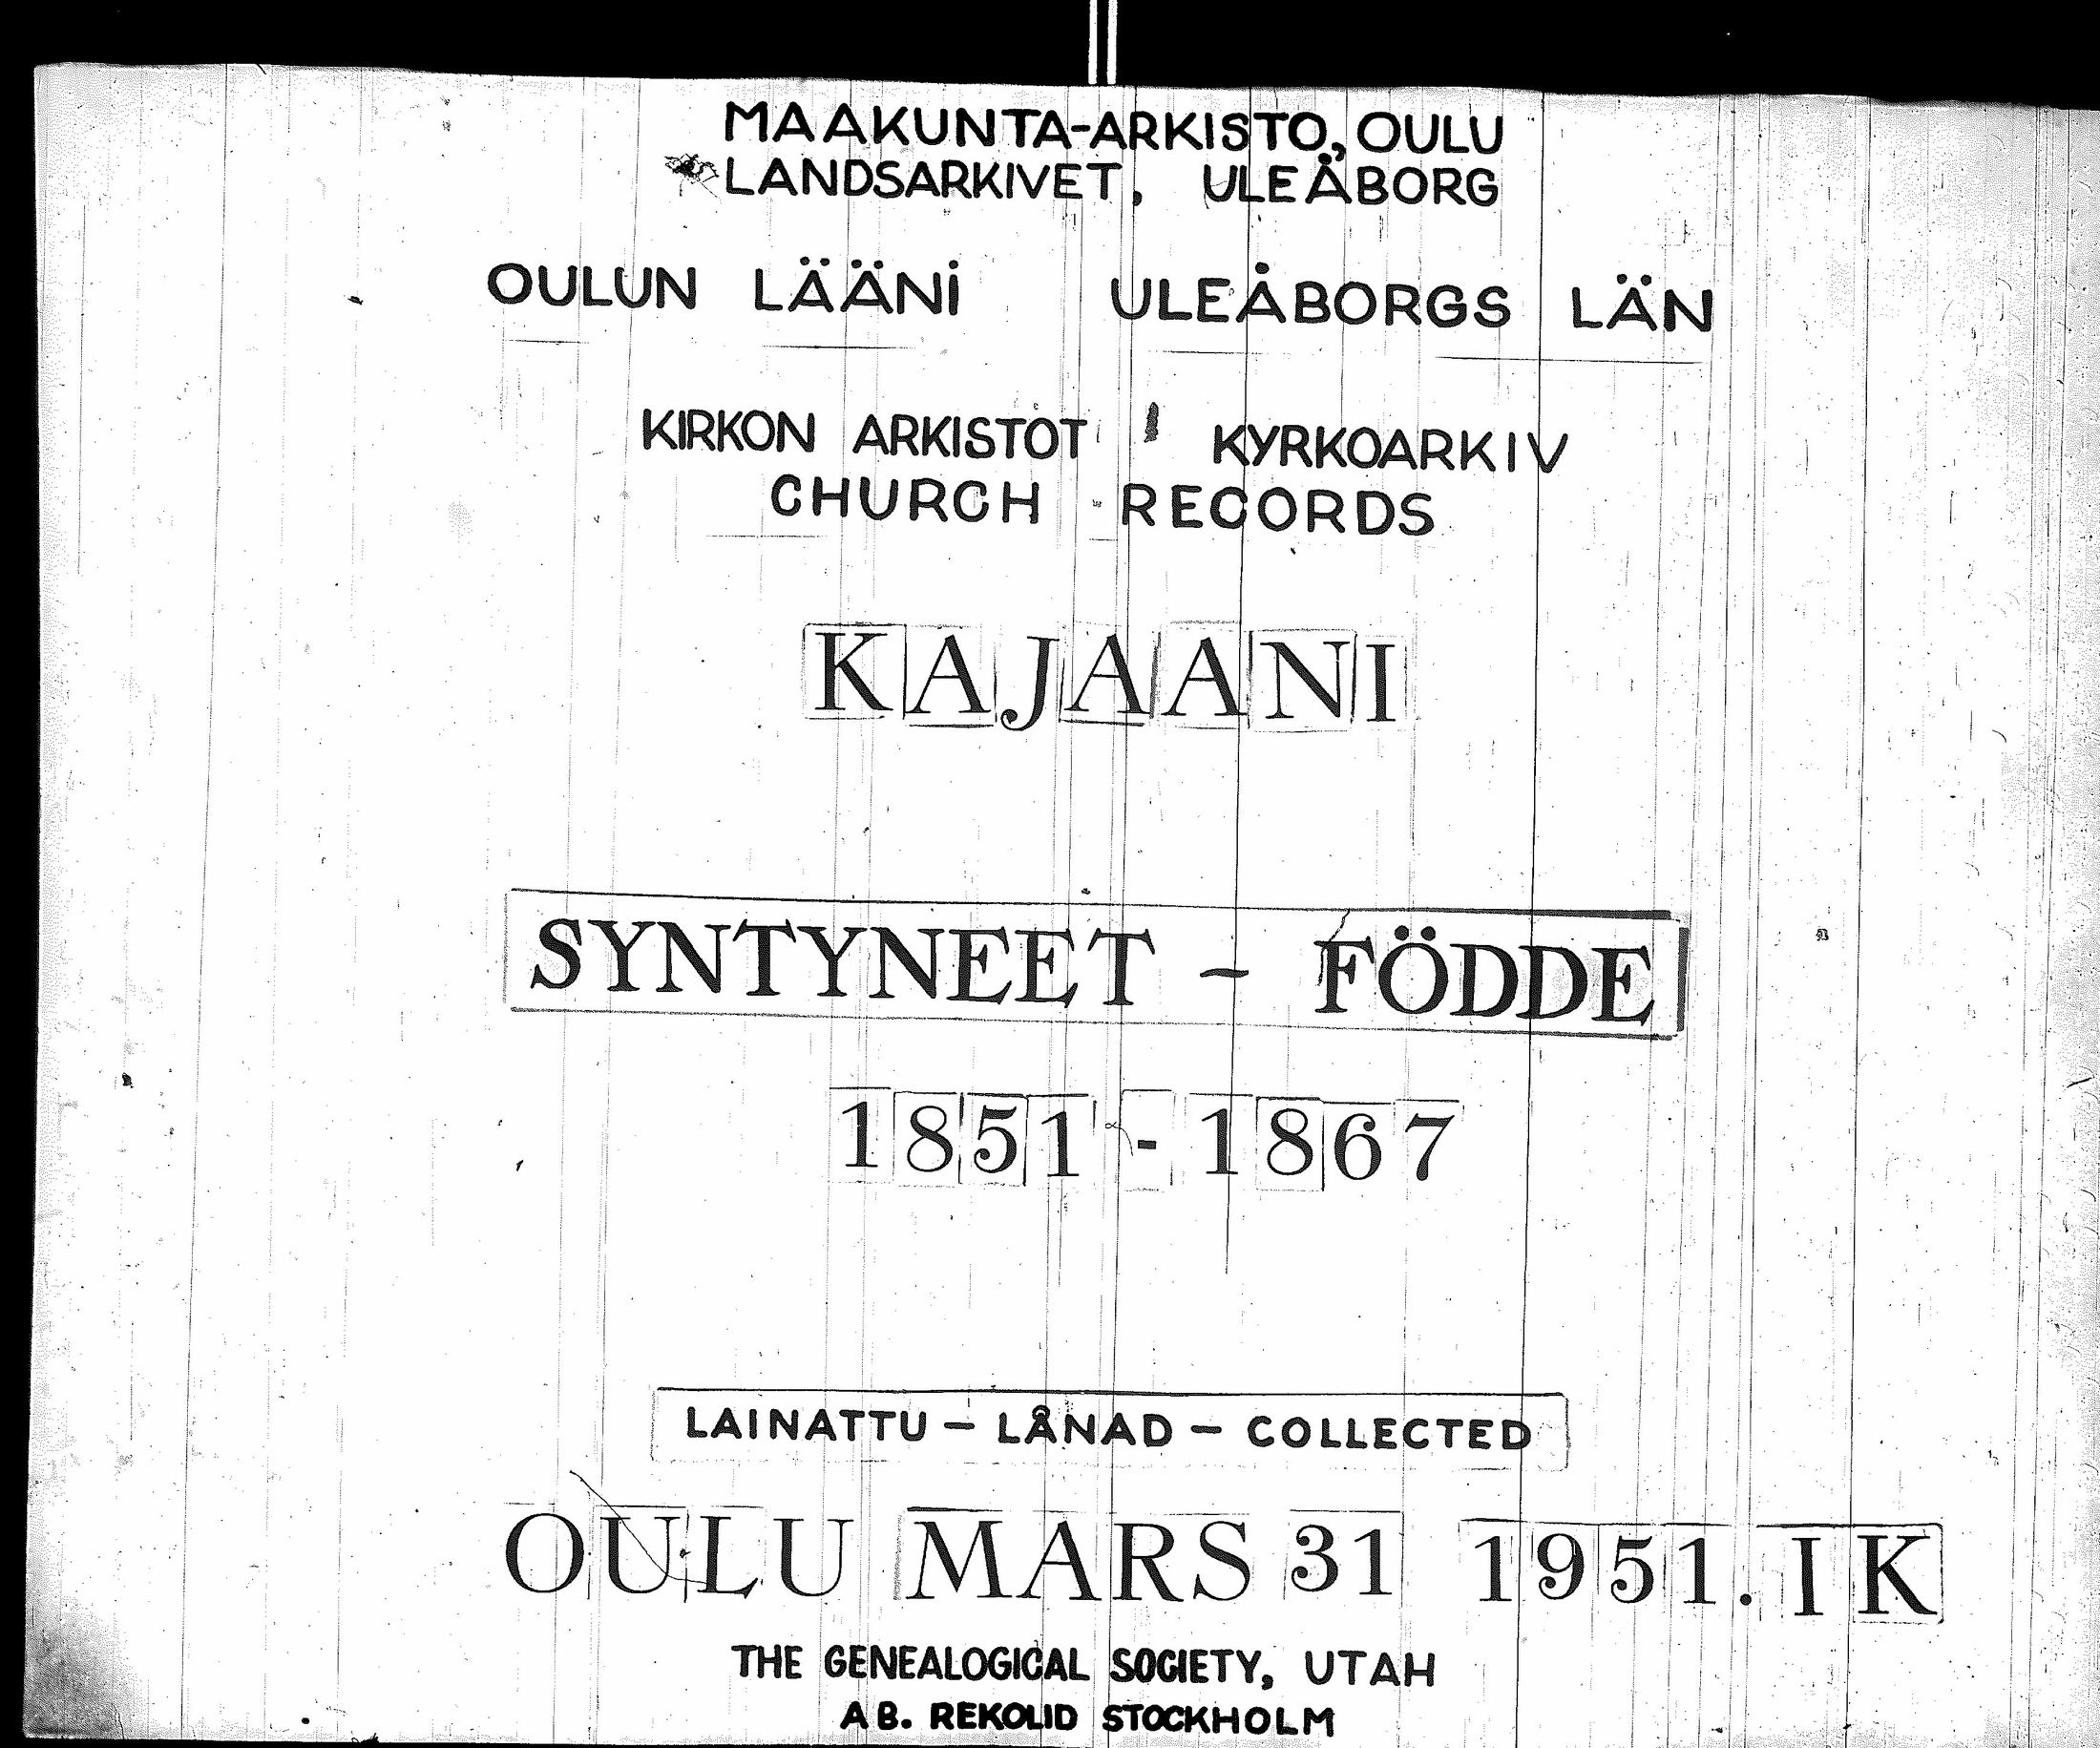 MAAKUNTA-ARKISTO, OULU
LANDSARKIVET, ULEÅBORG
OULUN LÄÄNI ULEÅBORGS LÄN
KIRKON ARKISTOT KYRKOARKIV
CHURCH RECORDS
KAJAANI
SYNTYNEET - FÖDDE
1851 - 1867
LAINATTU - LÅNAD - COLLECTED
OULU MARS 31 1951. IK
THE GENEALOGICAL SOCIETY, UTAH
AB. REKOLID STOCKHOLM